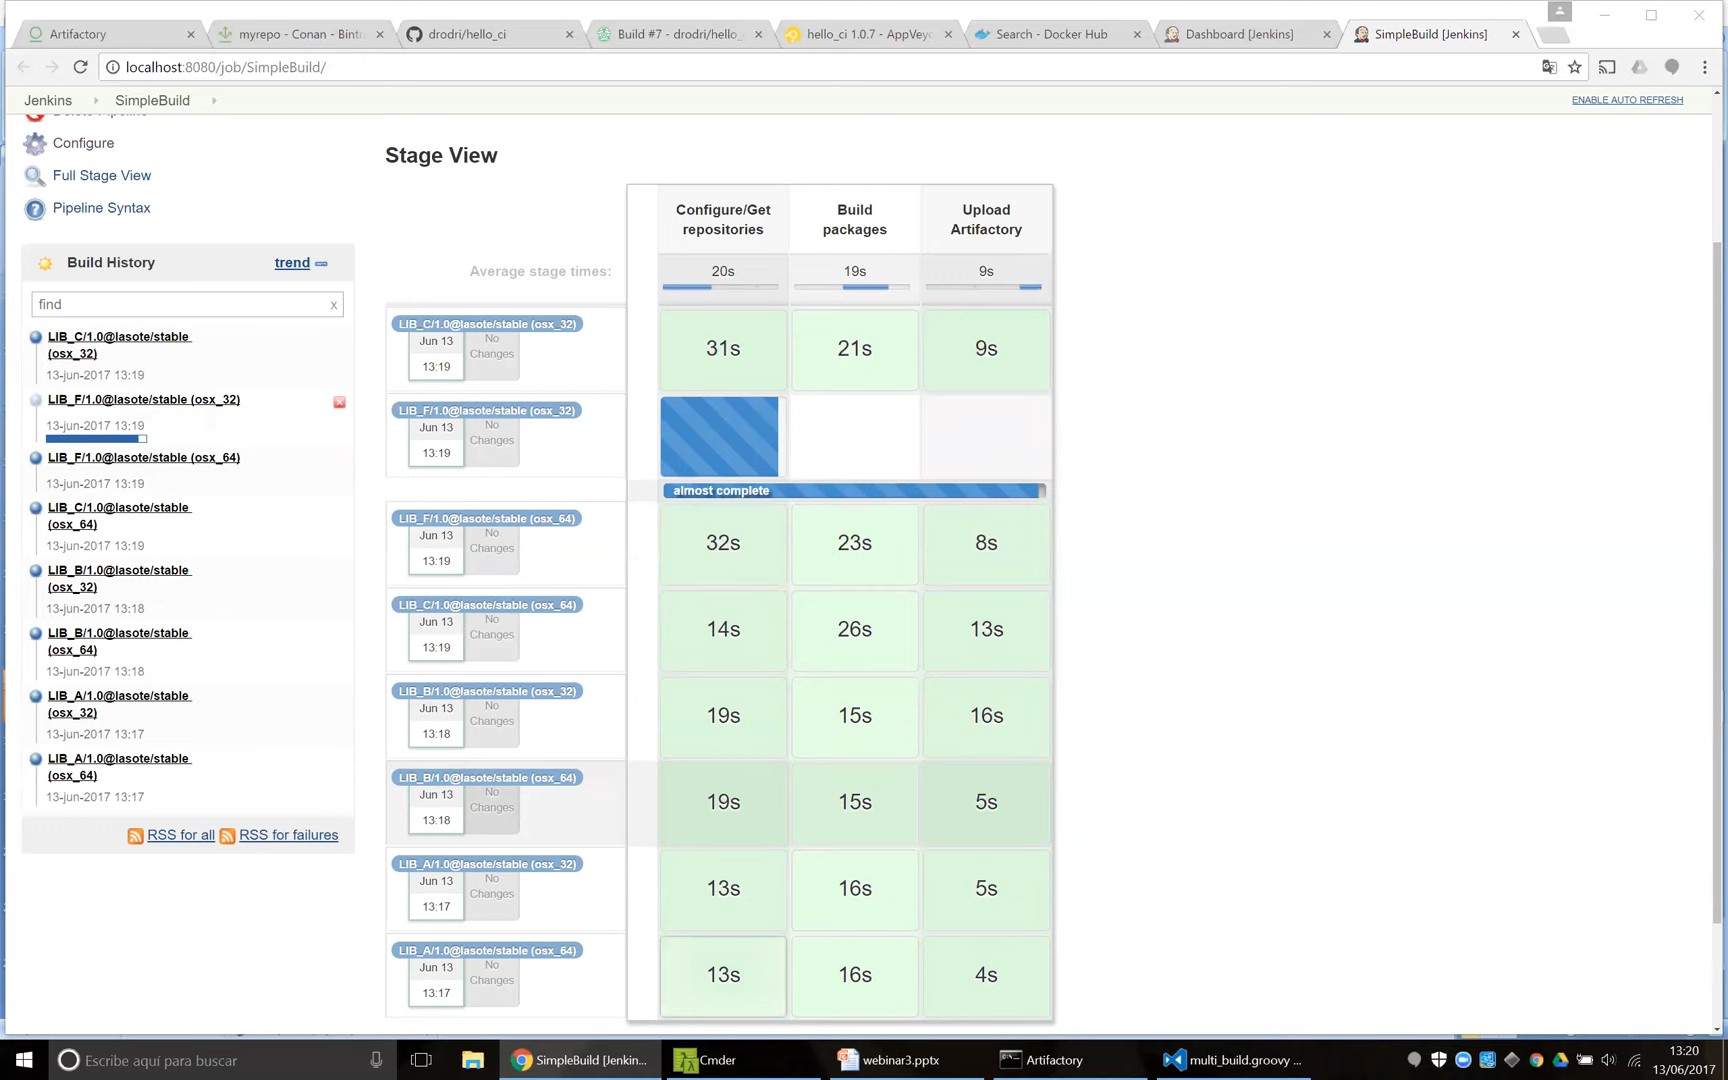 Artifactory
myrepo - Conan - Bintr
drodri/hello_ci
Build #7 - drodri/hello_
hello_ci 1.0.7 - AppVeyo
Search - Docker Hub
Dashboard [Jenkins]
SimpleBuild [Jenkins]
localhost:8080/job/SimpleBuild/
Jenkins
SimpleBuild
ENABLE AUTO REFRESH
Delete Pipeline
Configure
Full Stage View
Pipeline Syntax
Build History
trend
find
x
LIB_C/1.0@lasote/stable
(osx_32)
13-jun-2017 13:19
LIB_F/1.0@lasote/stable (osx_32)
13-jun-2017 13:19
LIB_F/1.0@lasote/stable (osx_64)
13-jun-2017 13:19
LIB_C/1.0@lasote/stable
(osx_64)
13-jun-2017 13:19
LIB_B/1.0@lasote/stable
(osx_32)
13-jun-2017 13:18
LIB_B/1.0@lasote/stable
(osx_64)
13-jun-2017 13:18
LIB_A/1.0@lasote/stable
(osx_32)
13-jun-2017 13:17
LIB_A/1.0@lasote/stable
(osx_64)
13-jun-2017 13:17
RSS for all
RSS for failures
Stage View
Configure/Get
repositories
Build
packages
Upload
Artifactory
Average stage times:
20s
19s
9s
LIB_C/1.0@lasote/stable (osx_32)
Jun 13
13:19
No
Changes
31s
21s
9s
LIB_F/1.0@lasote/stable (osx_32)
Jun 13
13:19
No
Changes
almost complete
LIB_F/1.0@lasote/stable (osx_64)
Jun 13
13:19
No
Changes
32s
23s
8s
LIB_C/1.0@lasote/stable (osx_64)
Jun 13
13:19
No
Changes
14s
26s
13s
LIB_B/1.0@lasote/stable (osx_32)
Jun 13
13:18
No
Changes
19s
15s
16s
LIB_B/1.0@lasote/stable (osx_64)
Jun 13
13:18
No
Changes
19s
15s
5s
LIB_A/1.0@lasote/stable (osx_32)
Jun 13
13:17
No
Changes
13s
16s
5s
LIB_A/1.0@lasote/stable (osx_64)
Jun 13
13:17
No
Changes
13s
16s
4s
Escribe aquí para buscar
SimpleBuild [Jenkin...
Cmder
webinar3.pptx
Artifactory
multi_build.groovy ...
13:20
13/06/2017